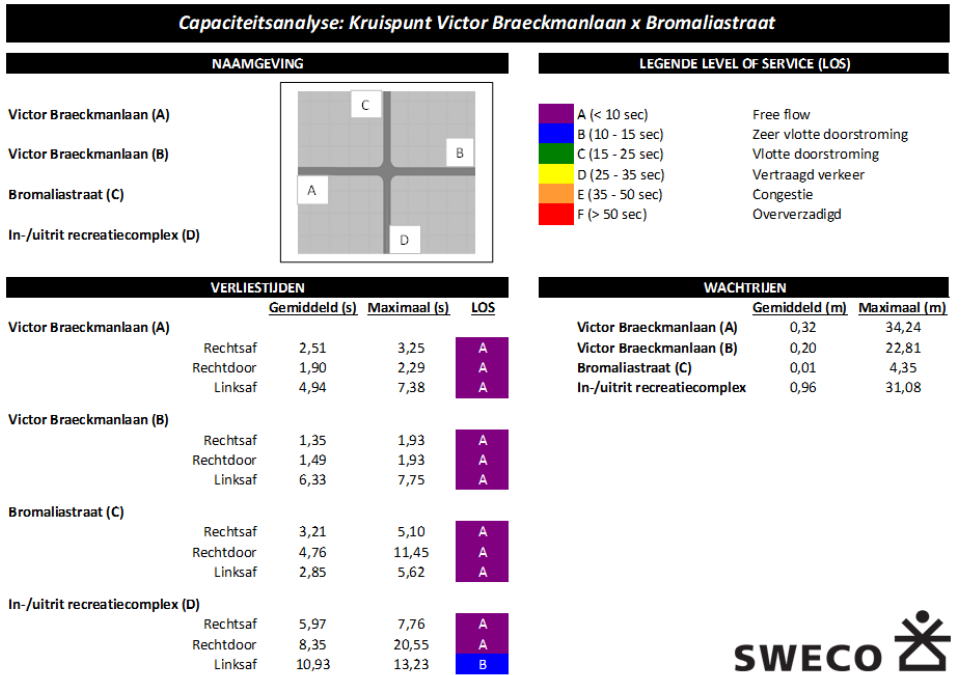 Capaciteitsanalyse: Kruispunt Victor Braeckmanlaan x Bromaliastraat
NAAMGEVING
Victor Braeckmanlaan (A)
Victor Braeckmanlaan (B)
Bromaliastraat (C)
In-/uitrit recreatiecomplex (D)
C
B
A
D
LEGENDE LEVEL OF SERVICE (LOS)
A (< 10 sec) Free flow
B (10 - 15 sec) Zeer vlotte doorstroming
C (15 - 25 sec) Vlotte doorstroming
D (25 - 35 sec) Vertraagd verkeer
E (35 - 50 sec) Congestie
F (> 50 sec) Oververzadigd
VERLIESTIJDEN
Gemiddeld (s) Maximaal (s) LOS
Victor Braeckmanlaan (A)
Rechtsaf 2,51 3,25 A
Rechtdoor 1,90 2,29 A
Linksaf 4,94 7,38 A
Victor Braeckmanlaan (B)
Rechtsaf 1,35 1,93 A
Rechtdoor 1,49 1,93 A
Linksaf 6,33 7,75 A
Bromaliastraat (C)
Rechtsaf 3,21 5,10 A
Rechtdoor 4,76 11,45 A
Linksaf 2,85 5,62 A
In-/uitrit recreatiecomplex (D)
Rechtsaf 5,97 7,76 A
Rechtdoor 8,35 20,55 A
Linksaf 10,93 13,23 B
WACHTRIJEN
Gemiddeld (m) Maximaal (m)
Victor Braeckmanlaan (A) 0,32 34,24
Victor Braeckmanlaan (B) 0,20 22,81
Bromaliastraat (C) 0,01 4,35
In-/uitrit recreatiecomplex 0,96 31,08
SWECO